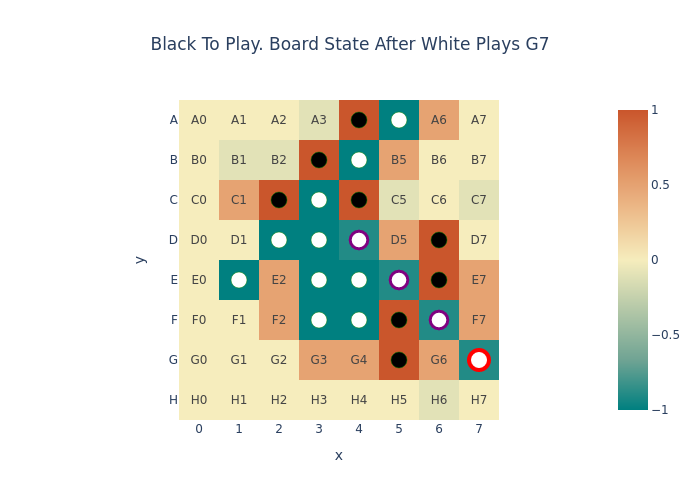 Black To Play. Board State After White Plays G7
A A0 A1 A2 A3 A6 A7
B B0 B1 B2 B5 B6 B7
C C0 C1 C5 C6 C7
D D0 D1 D5 D7
E E0 E2 E7
F F0 F1 F2 F7
G G0 G1 G2 G3 G4 G6
H H0 H1 H2 H3 H4 H5 H6 H7
0 1 2 3 4 5 6 7
x
y
1
0.5
0
−0.5
−1